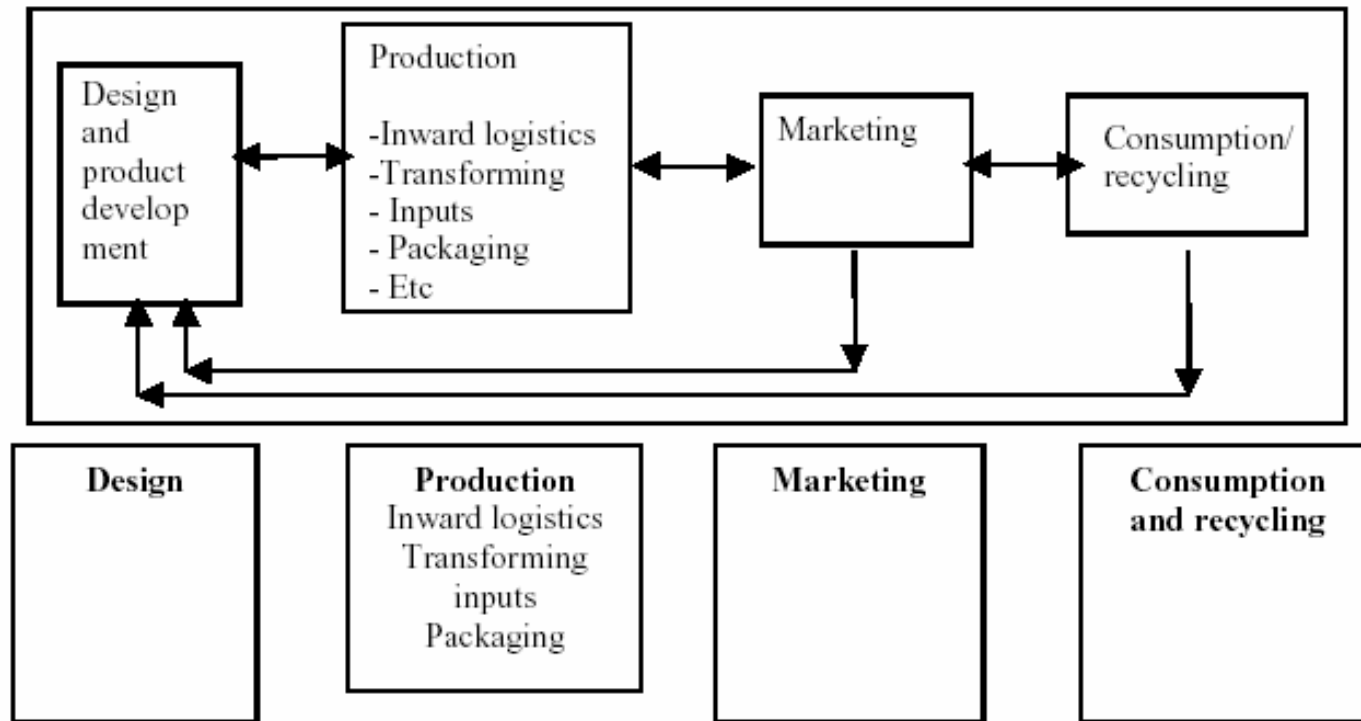 Design
and
product
develop
ment
Production
-Inward logistics
-Transforming
- Inputs
- Packaging
- Etc
Marketing
Consumption/
recycling
Design
Production
Inward logistics
Transforming
inputs
Packaging
Marketing
Consumption
and recycling